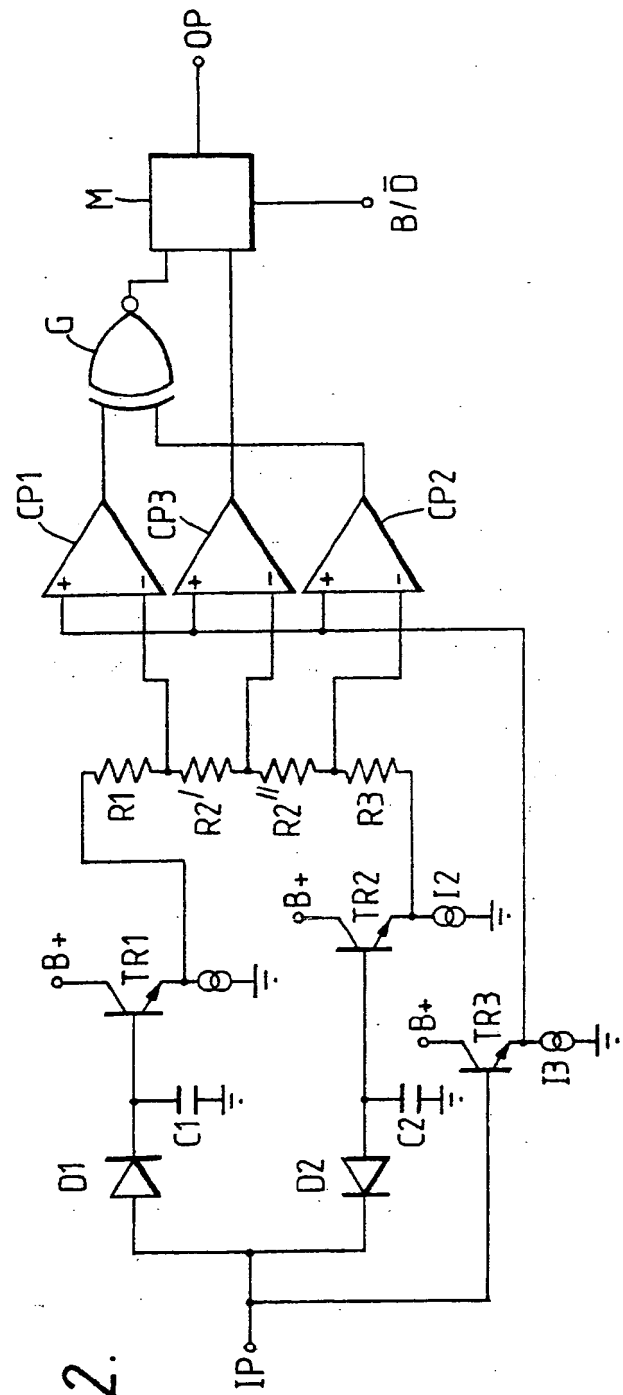 2.
IP
D1
C1
B+
TR1
D2
C2
B+
TR2
I2
B+
TR3
I3
R1
R2'
R2"
R3
+
-
CP1
+
-
CP3
+
-
CP2
G
M
B/D̄
OP